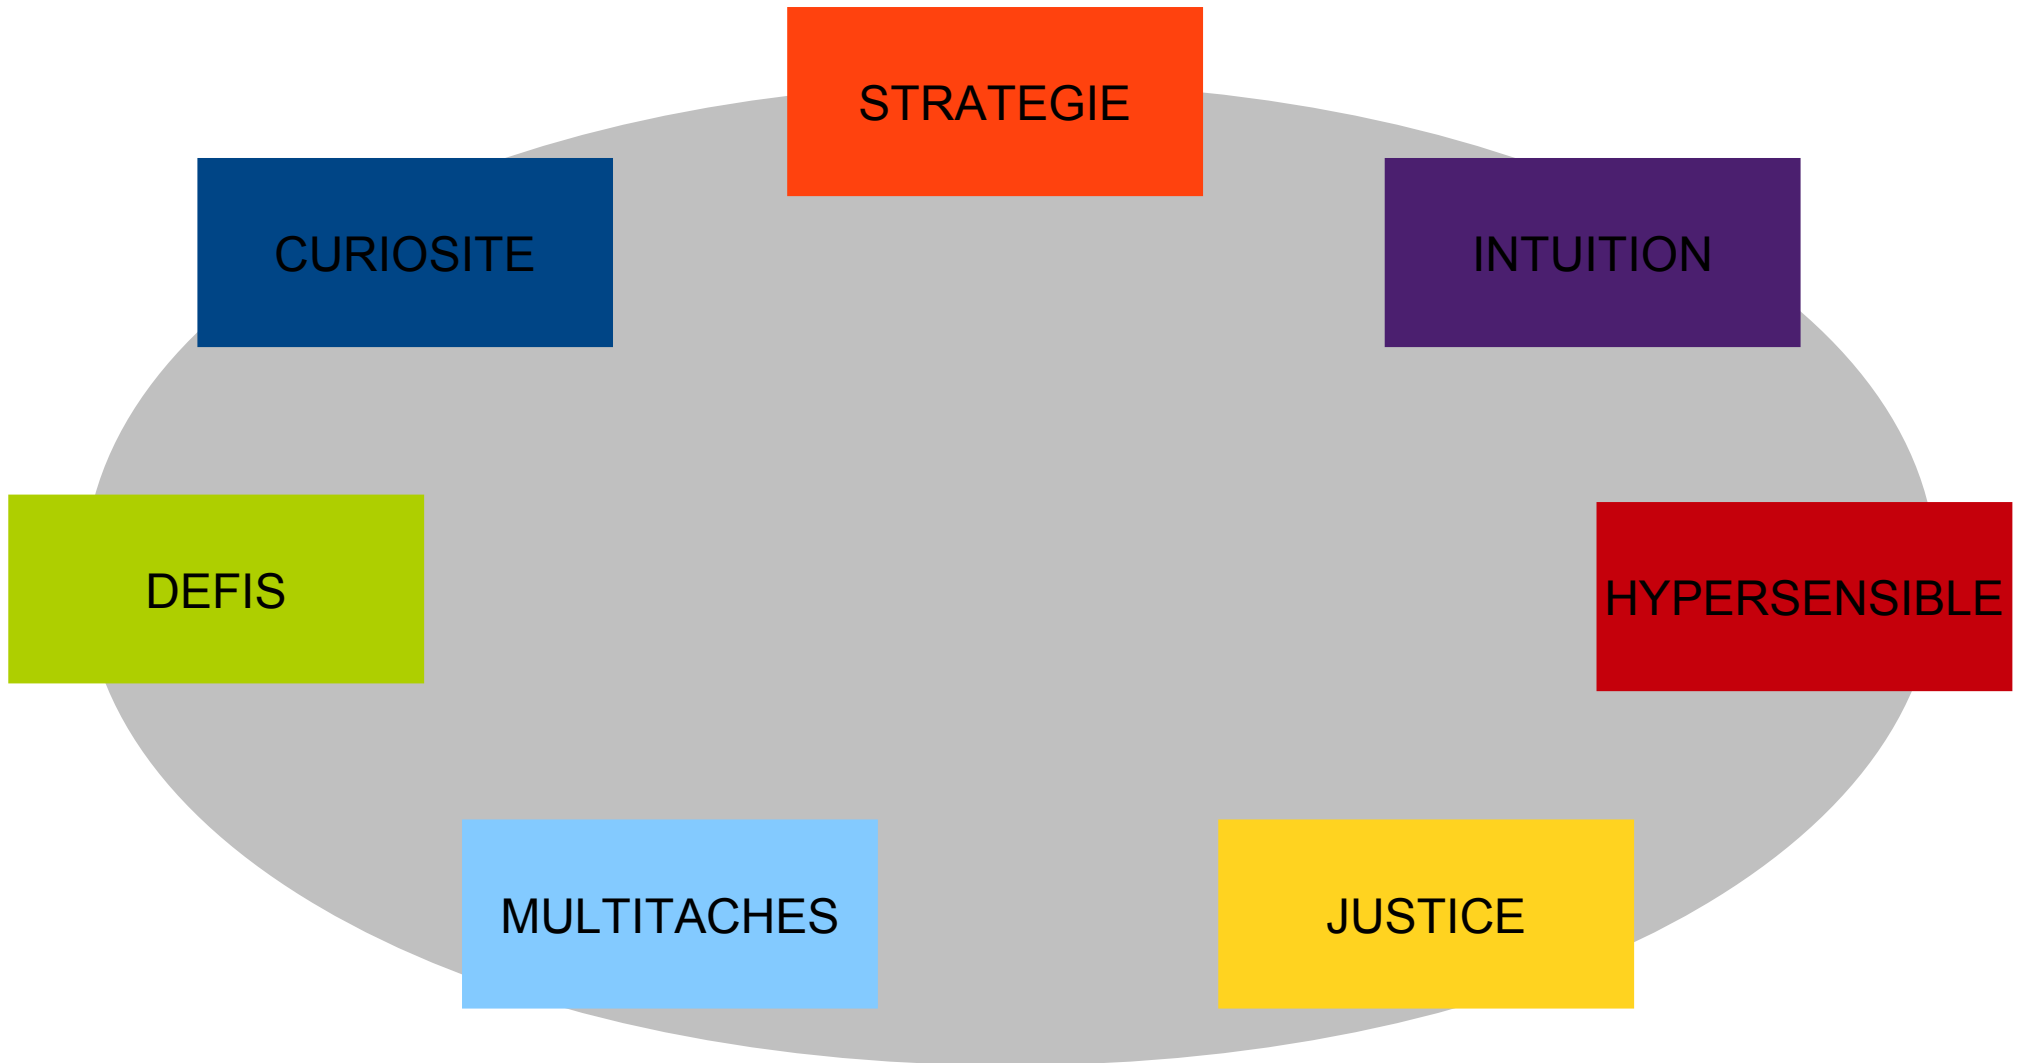 STRATEGIE
CURIOSITE
INTUITION
DEFIS
HYPERSENSIBLE
MULTITACHES
JUSTICE